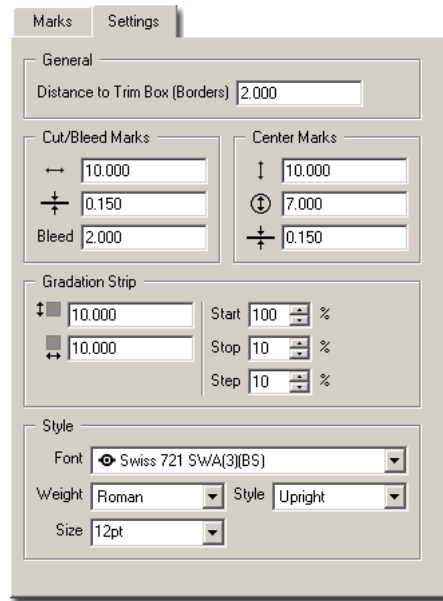 Marks Settings
General
Distance to Trim Box (Borders) 2.000
Cut/Bleed Marks
10.000
0.150
Bleed 2.000
Center Marks
10.000
7.000
0.150
Gradation Strip
10.000
10.000
Start 100 %
Stop 10 %
Step 10 %
Style
Font Swiss 721 SWA(3)(BS)
Weight Roman Style Upright
Size 12pt